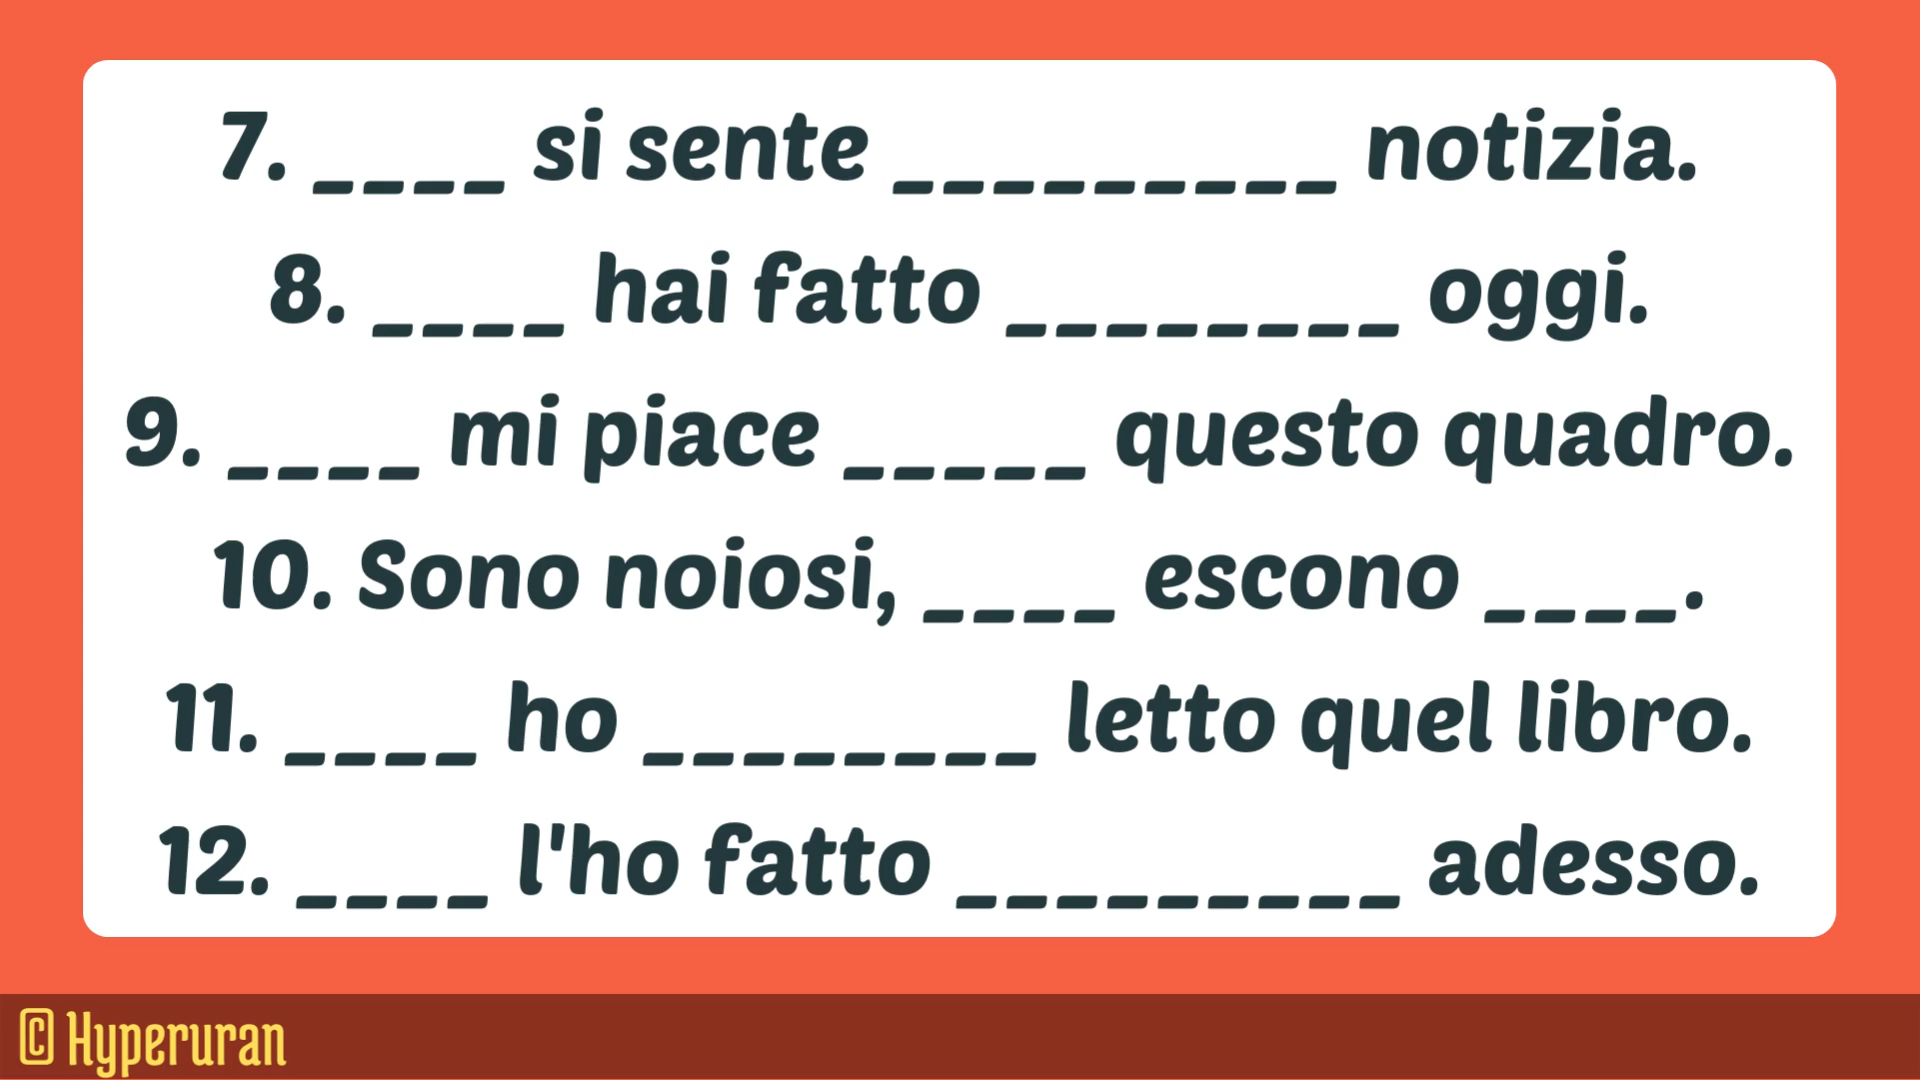 7. ____ si sente _________ notizia.
8. ____ hai fatto ________ oggi.
9. ____ mi piace _____ questo quadro.
10. Sono noiosi, ____ escono ____.
11. ____ ho ________ letto quel libro.
12. ____ l'ho fatto _________ adesso.
© Hyperuran